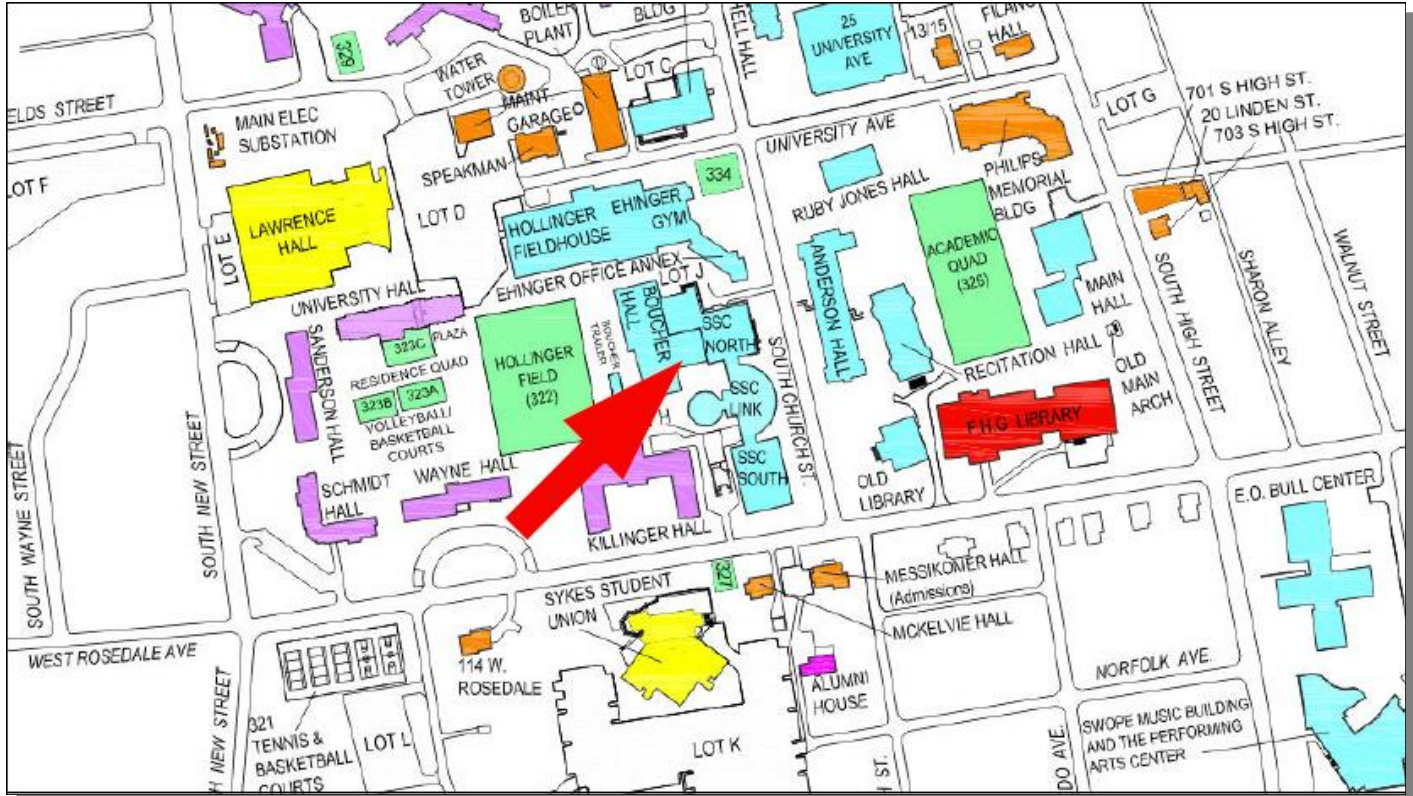 BOILER
PLANT
BLDG
25
UNIVERSITY
AVE
13/15
HALL
329
WATER
TOWER
LOT C
MAINT.
GARAGE
LOT G
701 S HIGH ST.
20 LINDEN ST.
703 S HIGH ST.
MAIN ELEC
SUBSTATION
UNIVERSITY AVE
LOT F
SPEAKMAN
334
RUBY JONES HALL
PHILIPS
MEMORIAL
BLDG
LAWRENCE
HALL
LOT D
HOLLINGER
FIELDHOUSE
EHINGER
GYM
LOT E
ACADEMIC
QUAD
(326)
ANDERSON HALL
WALNUT STREET
SHARON ALLEY
SOUTH HIGH STREET
MAIN
HALL
EHINGER OFFICE ANNEX
LOT J
UNIVERSITY HALL
BOUCHER
HALL
BOUCHER
TRAILER
SSC
NORTH
SOUTH CHURCH ST.
SANDERSON HALL
323C
PLAZA
RESIDENCE QUAD
323B
323A
VOLLEYBALL/
BASKETBALL
COURTS
HOLLINGER
FIELD
(322)
RECITATION HALL
OLD
MAIN
ARCH
SSC
LINK
H
F.H.G LIBRARY
SOUTH WAYNE STREET
SOUTH NEW STREET
SCHMIDT
HALL
WAYNE HALL
SSC
SOUTH
OLD
LIBRARY
E.O. BULL CENTER
KILLINGER HALL
SYKES STUDENT
UNION
327
MESSIKOMER HALL
(Admissions)
MCKELVIE HALL
WEST ROSEDALE AVE
114 W.
ROSEDALE
ALUMNI
HOUSE
NORFOLK AVE.
321
TENNIS &
BASKETBALL
COURTS
LOT L
LOT K
NEW STREET
ST.
AVE.
SWOPE MUSIC BUILDING
AND THE PERFORMING
ARTS CENTER